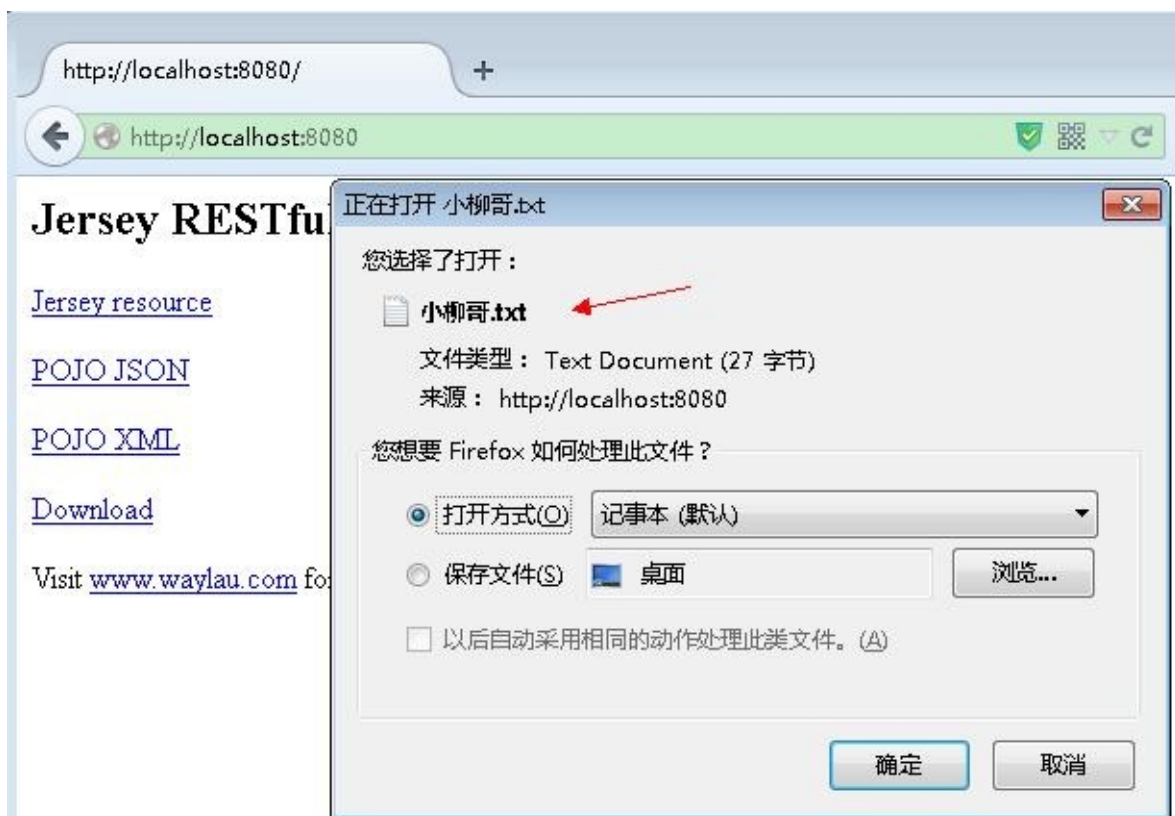 http://localhost:8080/
http://localhost:8080
Jersey RESTful
Jersey resource
POJO JSON
POJO XML
Download
Visit www.waylau.com for
正在打开 小柳哥.txt
您选择了打开：
小柳哥.txt
文件类型： Text Document (27 字节)
来源： http://localhost:8080
您想要 Firefox 如何处理此文件？
打开方式(O) 记事本 (默认)
保存文件(S) 桌面 浏览...
以后自动采用相同的动作处理此类文件。(A)
确定 取消